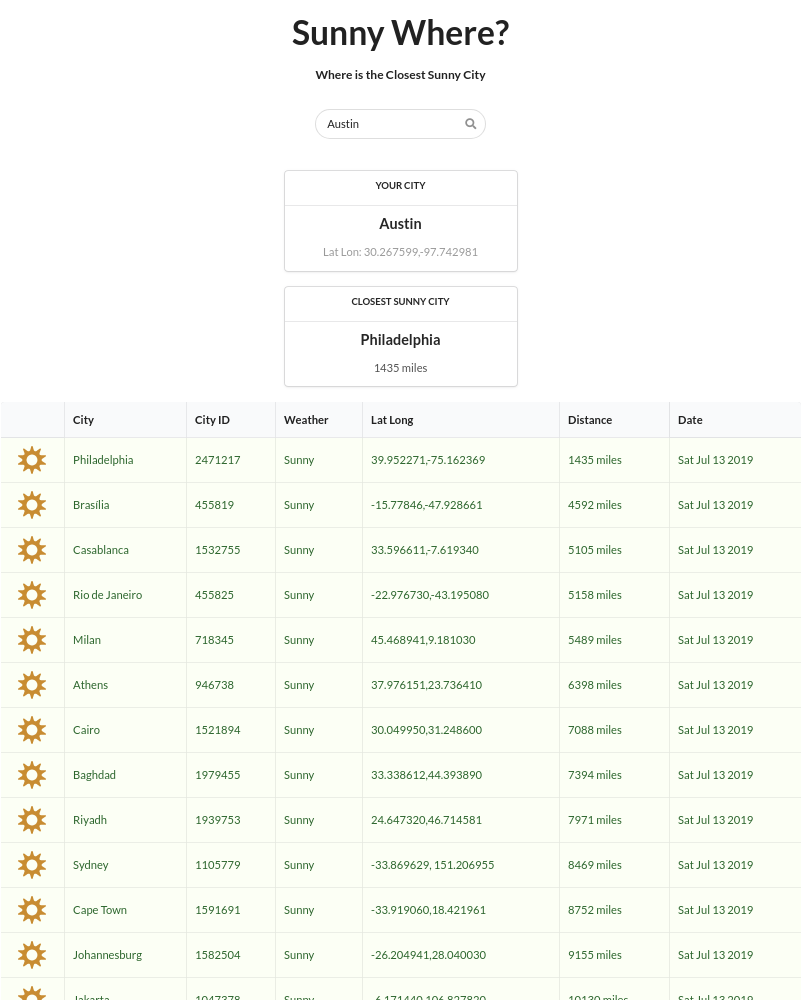 Sunny Where?
Where is the Closest Sunny City
Austin
YOUR CITY
Austin
Lat Lon: 30.267599,-97.742981
CLOSEST SUNNY CITY
Philadelphia
1435 miles
City City ID Weather Lat Long Distance Date
Philadelphia 2471217 Sunny 39.952271,-75.162369 1435 miles Sat Jul 13 2019
Brasília 455819 Sunny -15.77846,-47.928661 4592 miles Sat Jul 13 2019
Casablanca 1532755 Sunny 33.596611,-7.619340 5105 miles Sat Jul 13 2019
Rio de Janeiro 455825 Sunny -22.976730,-43.195080 5158 miles Sat Jul 13 2019
Milan 718345 Sunny 45.468941,9.181030 5489 miles Sat Jul 13 2019
Athens 946738 Sunny 37.976151,23.736410 6398 miles Sat Jul 13 2019
Cairo 1521894 Sunny 30.049950,31.248600 7088 miles Sat Jul 13 2019
Baghdad 1979455 Sunny 33.338612,44.393890 7394 miles Sat Jul 13 2019
Riyadh 1939753 Sunny 24.647320,46.714581 7971 miles Sat Jul 13 2019
Sydney 1105779 Sunny -33.869629, 151.206955 8469 miles Sat Jul 13 2019
Cape Town 1591691 Sunny -33.919060,18.421961 8752 miles Sat Jul 13 2019
Johannesburg 1582504 Sunny -26.204941,28.040030 9155 miles Sat Jul 13 2019
Jakarta 1047378 Sunny -6.171440,106.827820 10130 miles Sat Jul 13 2019